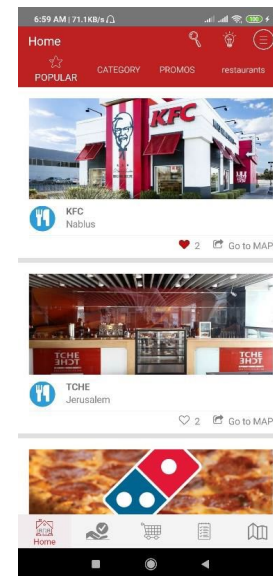 6:59 AM | 71.1KB/s
100
Home
POPULAR
CATEGORY
PROMOS
restaurants
KFC
KFC
Nablus
2
Go to MAP
TCHE
TCHE
TCHE
Jerusalem
2
Go to MAP
Home